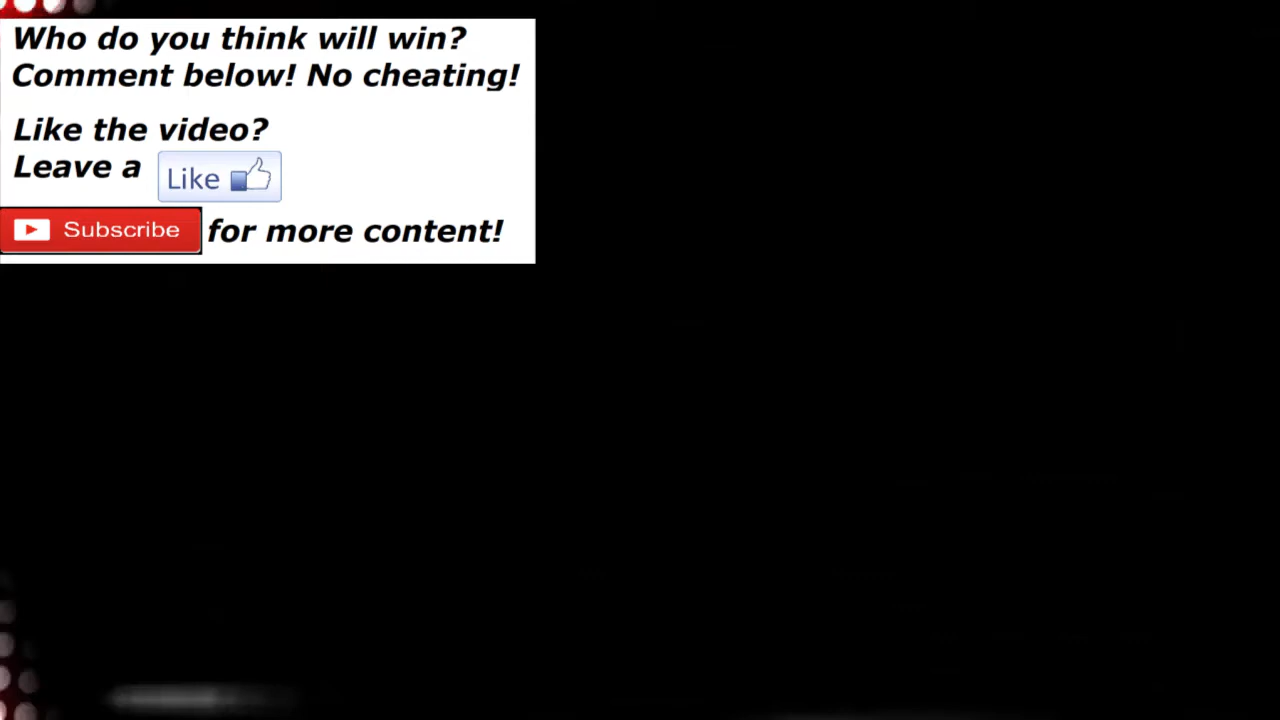 Who do you think will win?
Comment below! No cheating!
Like the video?
Leave a Like
Subscribe for more content!